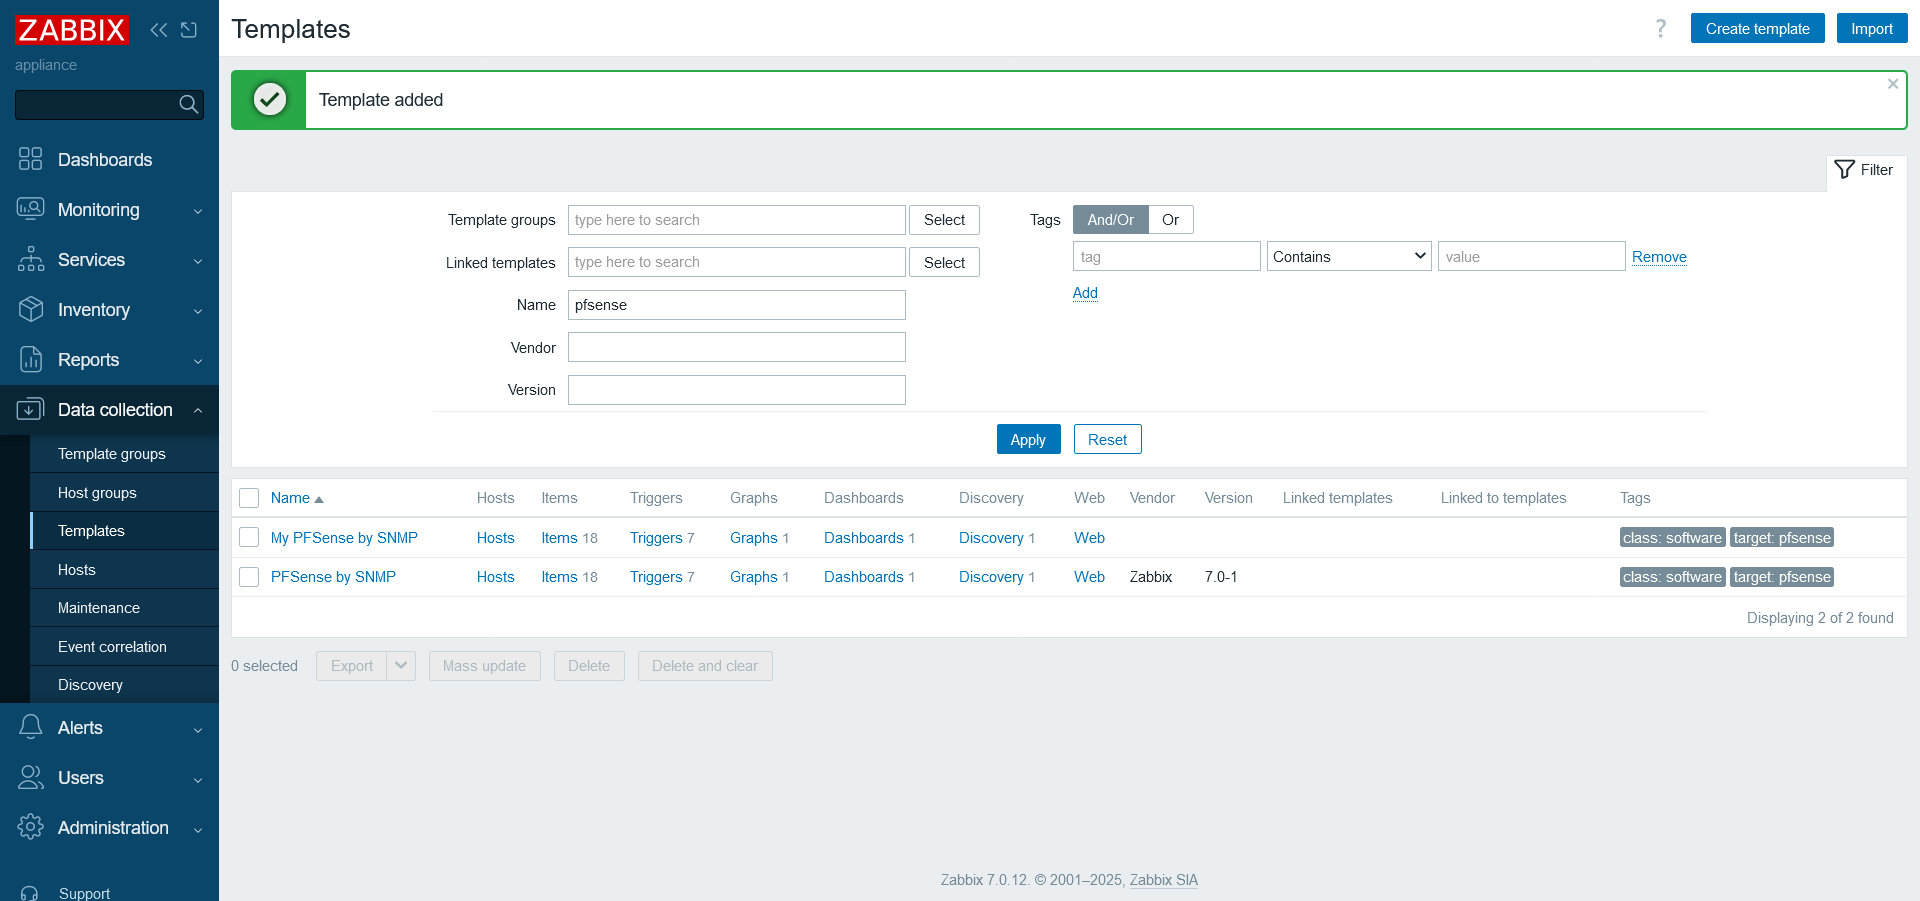 ZABBIX
appliance
Dashboards
Monitoring
Services
Inventory
Reports
Data collection
Template groups
Host groups
Templates
Hosts
Maintenance
Event correlation
Discovery
Alerts
Users
Administration
Support
Templates
? Create template Import
Template added
Filter
Template groups type here to search Select
Linked templates type here to search Select
Name pfsense
Vendor
Version
Tags And/Or Or
tag Contains value Remove
Add
Apply Reset
Name Hosts Items Triggers Graphs Dashboards Discovery Web Vendor Version Linked templates Linked to templates Tags
My PFSense by SNMP Hosts Items 18 Triggers 7 Graphs 1 Dashboards 1 Discovery 1 Web class: software target: pfsense
PFSense by SNMP Hosts Items 18 Triggers 7 Graphs 1 Dashboards 1 Discovery 1 Web Zabbix 7.0-1 class: software target: pfsense
Displaying 2 of 2 found
0 selected Export Mass update Delete Delete and clear
Zabbix 7.0.12. © 2001–2025, Zabbix SIA